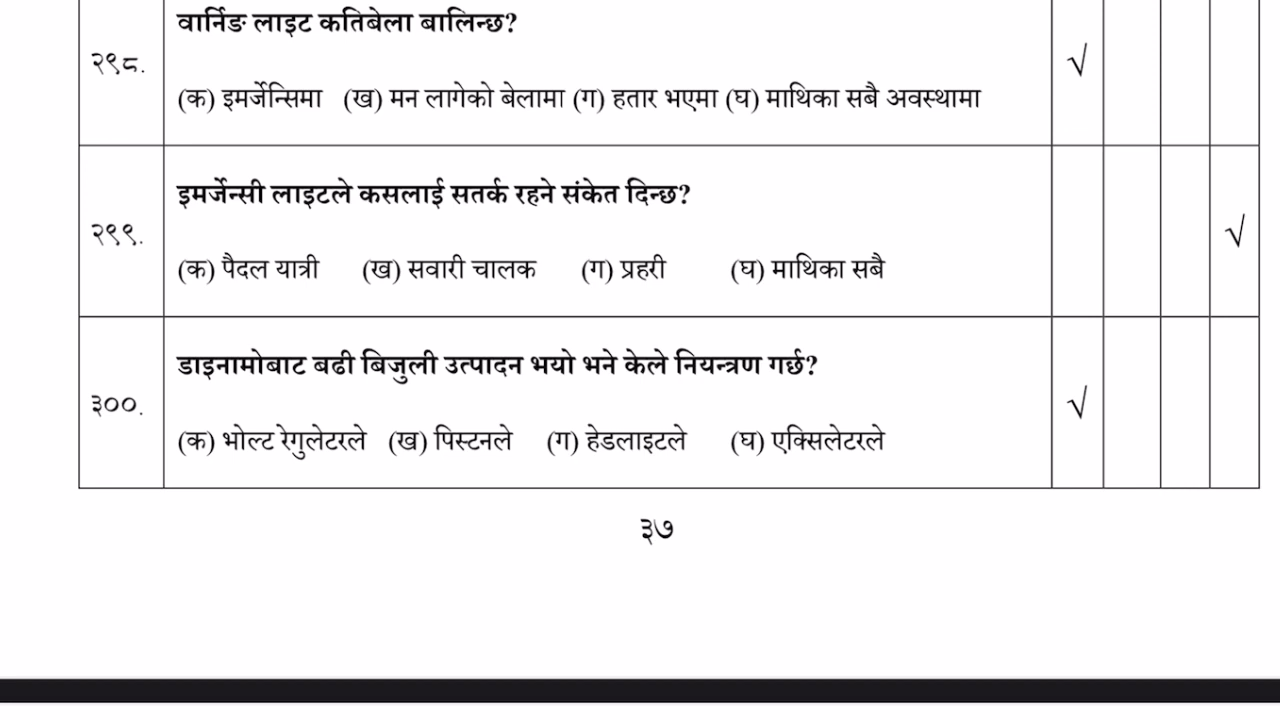 वार्निङ लाइट कतिबेला बालिन्छ?
२९८. √
(क) इमर्जेन्सिमा (ख) मन लागेको बेलामा (ग) हतार भएमा (घ) माथिका सबै अवस्थामा
इमर्जेन्सी लाइटले कसलाई सतर्क रहने संकेत दिन्छ?
२९९. √
(क) पैदल यात्री (ख) सवारी चालक (ग) प्रहरी (घ) माथिका सबै
डाइनामोबाट बढी बिजुली उत्पादन भयो भने केले नियन्त्रण गर्छ?
३००. √
(क) भोल्ट रेगुलेटरले (ख) पिस्टनले (ग) हेडलाइटले (घ) एक्सिलेटरले
३७